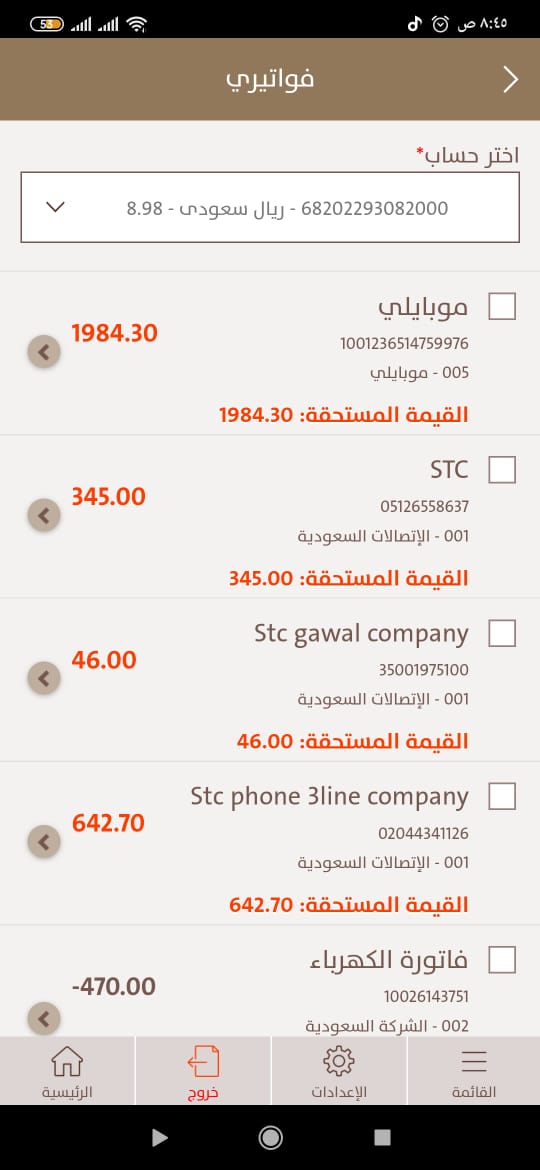 53
٨:٤٥ ص
فواتيري
اختر حساب*
68202293082000 - ريال سعودى - 8.98
موبايلي
1984.30
1001236514759976
005 - موبايلي
القيمة المستحقة: 1984.30
STC
345.00
05126558637
001 - الإتصالات السعودية
القيمة المستحقة: 345.00
Stc gawal company
46.00
35001975100
001 - الإتصالات السعودية
القيمة المستحقة: 46.00
Stc phone 3line company
642.70
02044341126
001 - الإتصالات السعودية
القيمة المستحقة: 642.70
فاتورة الكهرباء
-470.00
10026143751
002 - الشركة السعودية
القائمة
الإعدادات
خروج
الرئيسية